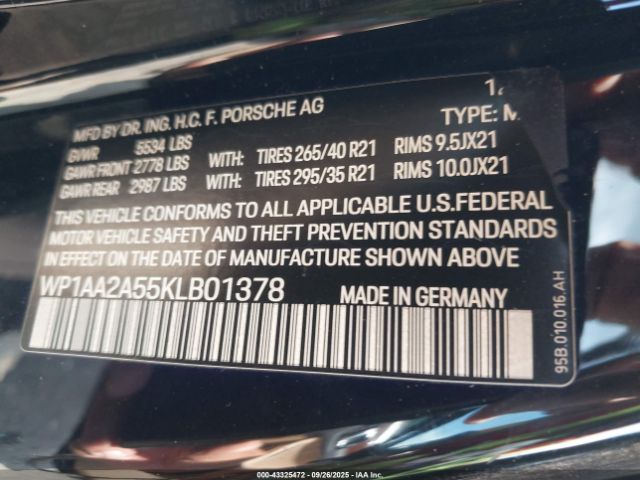 MFD BY DR. ING. H.C. F. PORSCHE AG 12
GVWR 5534 LBS TYPE: M
GAWR FRONT 2778 LBS WITH: TIRES 265/40 R21 RIMS 9.5JX21
GAWR REAR 2987 LBS WITH: TIRES 295/35 R21 RIMS 10.0JX21
THIS VEHICLE CONFORMS TO ALL APPLICABLE U.S.FEDERAL
MOTOR VEHICLE SAFETY AND THEFT PREVENTION STANDARDS
IN EFFECT ON THE DATE OF MANUFACTURE SHOWN ABOVE
WP1AA2A55KLB01378 MADE IN GERMANY
95B.010.016.AH
IAA: 43325472 09/26/2025 IAA Inc.